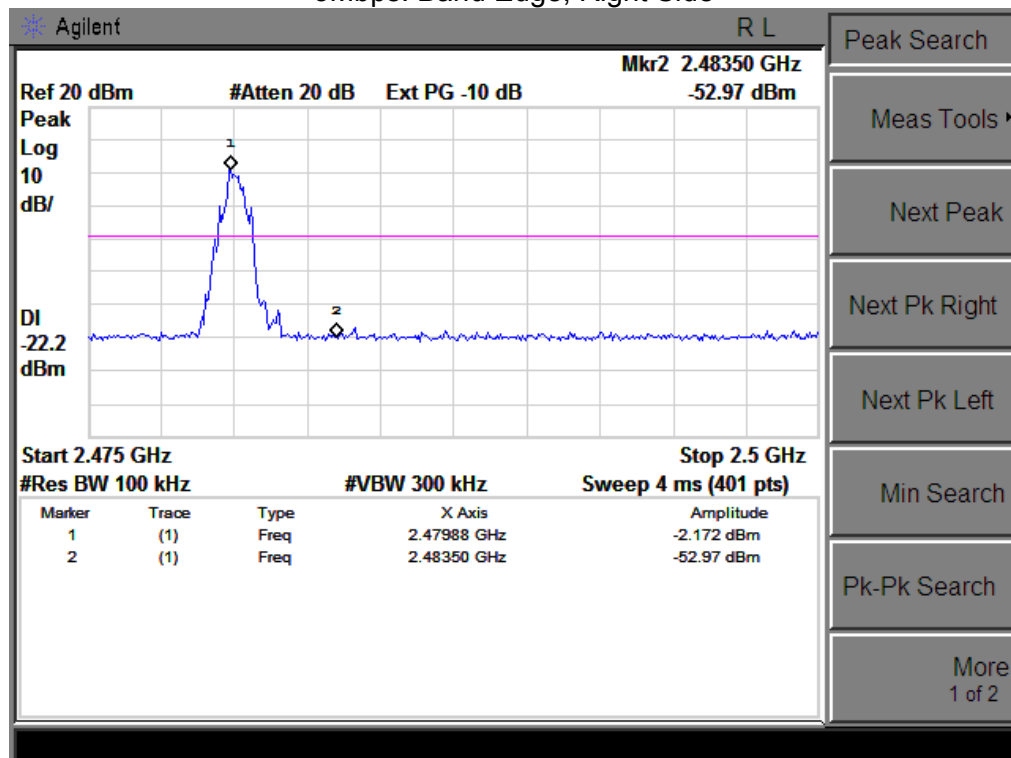 Agilent
R L
Mkr2 2.48350 GHz
Ref 20 dBm #Atten 20 dB Ext PG -10 dB -52.97 dBm
Peak
Log
10
dB/
1
2
DI
-22.2
dBm
Start 2.475 GHz Stop 2.5 GHz
#Res BW 100 kHz #VBW 300 kHz Sweep 4 ms (401 pts)
Marker Trace Type X Axis Amplitude
1 (1) Freq 2.47988 GHz -2.172 dBm
2 (1) Freq 2.48350 GHz -52.97 dBm
Peak Search
Meas Tools
Next Peak
Next Pk Right
Next Pk Left
Min Search
Pk-Pk Search
More
1 of 2